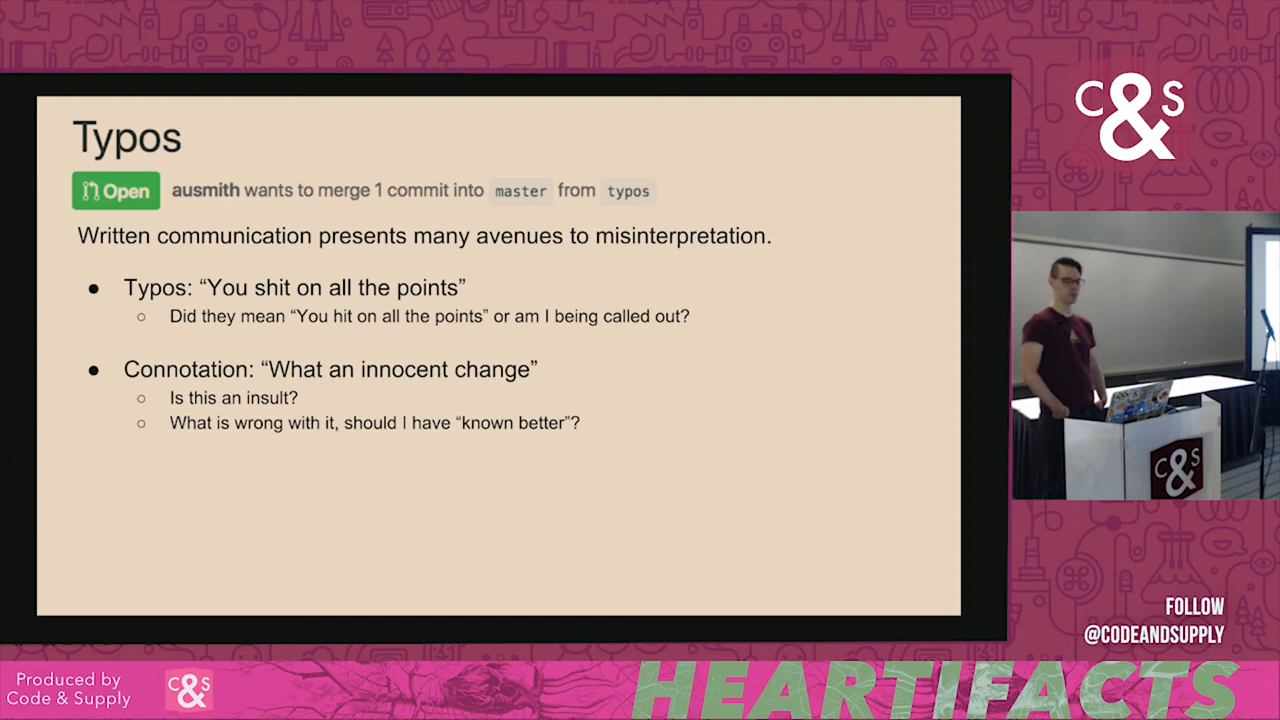 Typos
Open ausmith wants to merge 1 commit into master from typos
Written communication presents many avenues to misinterpretation.
● Typos: “You shit on all the points”
○ Did they mean “You hit on all the points” or am I being called out?
● Connotation: “What an innocent change”
○ Is this an insult?
○ What is wrong with it, should I have “known better”?
C&S
C&S
FOLLOW
@CODEANDSUPPLY
Produced by
Code & Supply
C&S
HEARTIFACTS